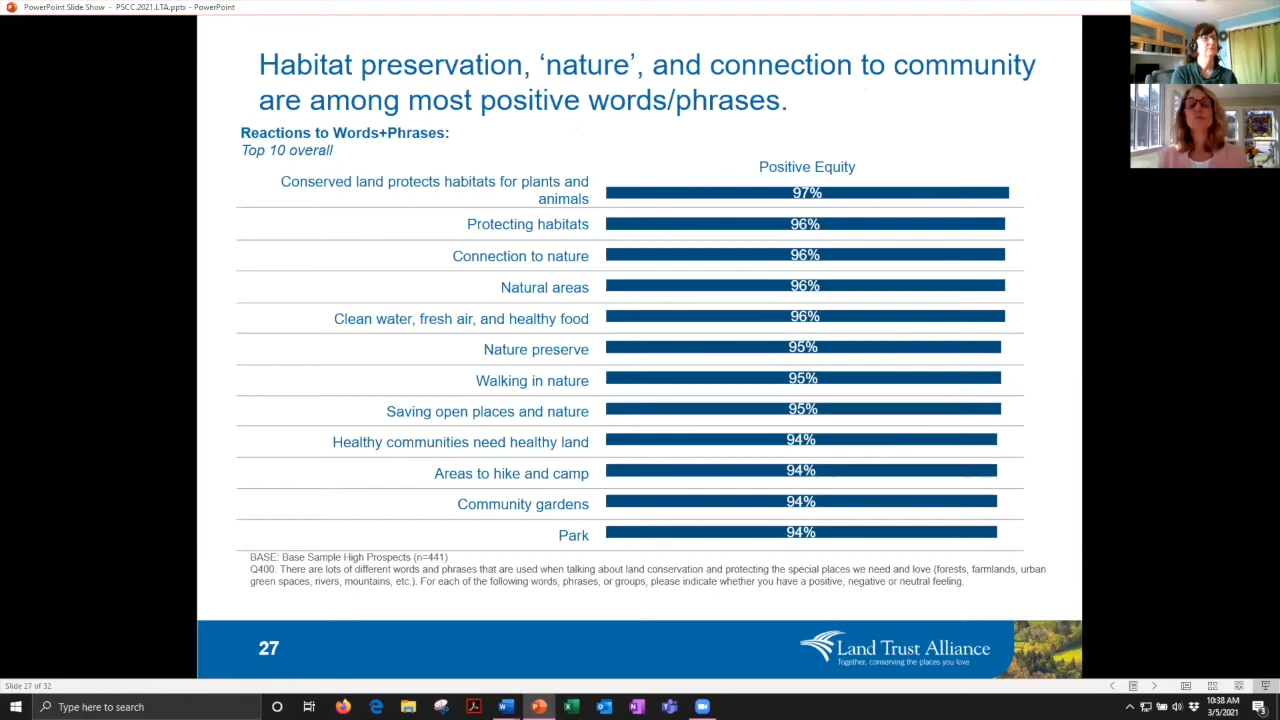 PowerPoint Slide Show - PSCC.2021.LTA.pptx - PowerPoint
Habitat preservation, ‘nature’, and connection to community
are among most positive words/phrases.
Reactions to Words+Phrases:
Top 10 overall
Positive Equity
Conserved land protects habitats for plants and
animals
97%
Protecting habitats 96%
Connection to nature 96%
Natural areas 96%
Clean water, fresh air, and healthy food 96%
Nature preserve 95%
Walking in nature 95%
Saving open places and nature 95%
Healthy communities need healthy land 94%
Areas to hike and camp 94%
Community gardens 94%
Park 94%
BASE: Base Sample High Prospects (n=441)
Q400. There are lots of different words and phrases that are used when talking about land conservation and protecting the special places we need and love (forests, farmlands, urban
green spaces, rivers, mountains, etc.). For each of the following words, phrases, or groups, please indicate whether you have a positive, negative or neutral feeling.
27
Land Trust Alliance
Together, conserving the places you love
Slide 27 of 32
Type here to search
10:38 AM
3/5/2021